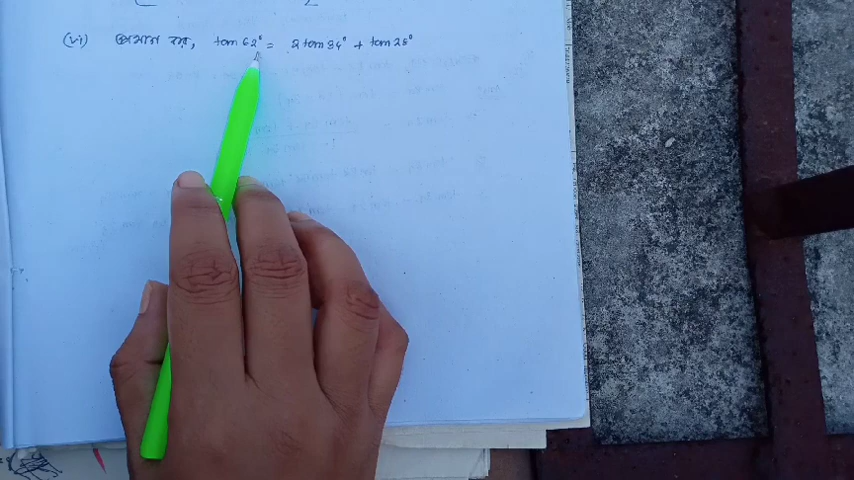 (vi) প্রমাণ কর, tan 62° = 2 tan 34° + tan 28°